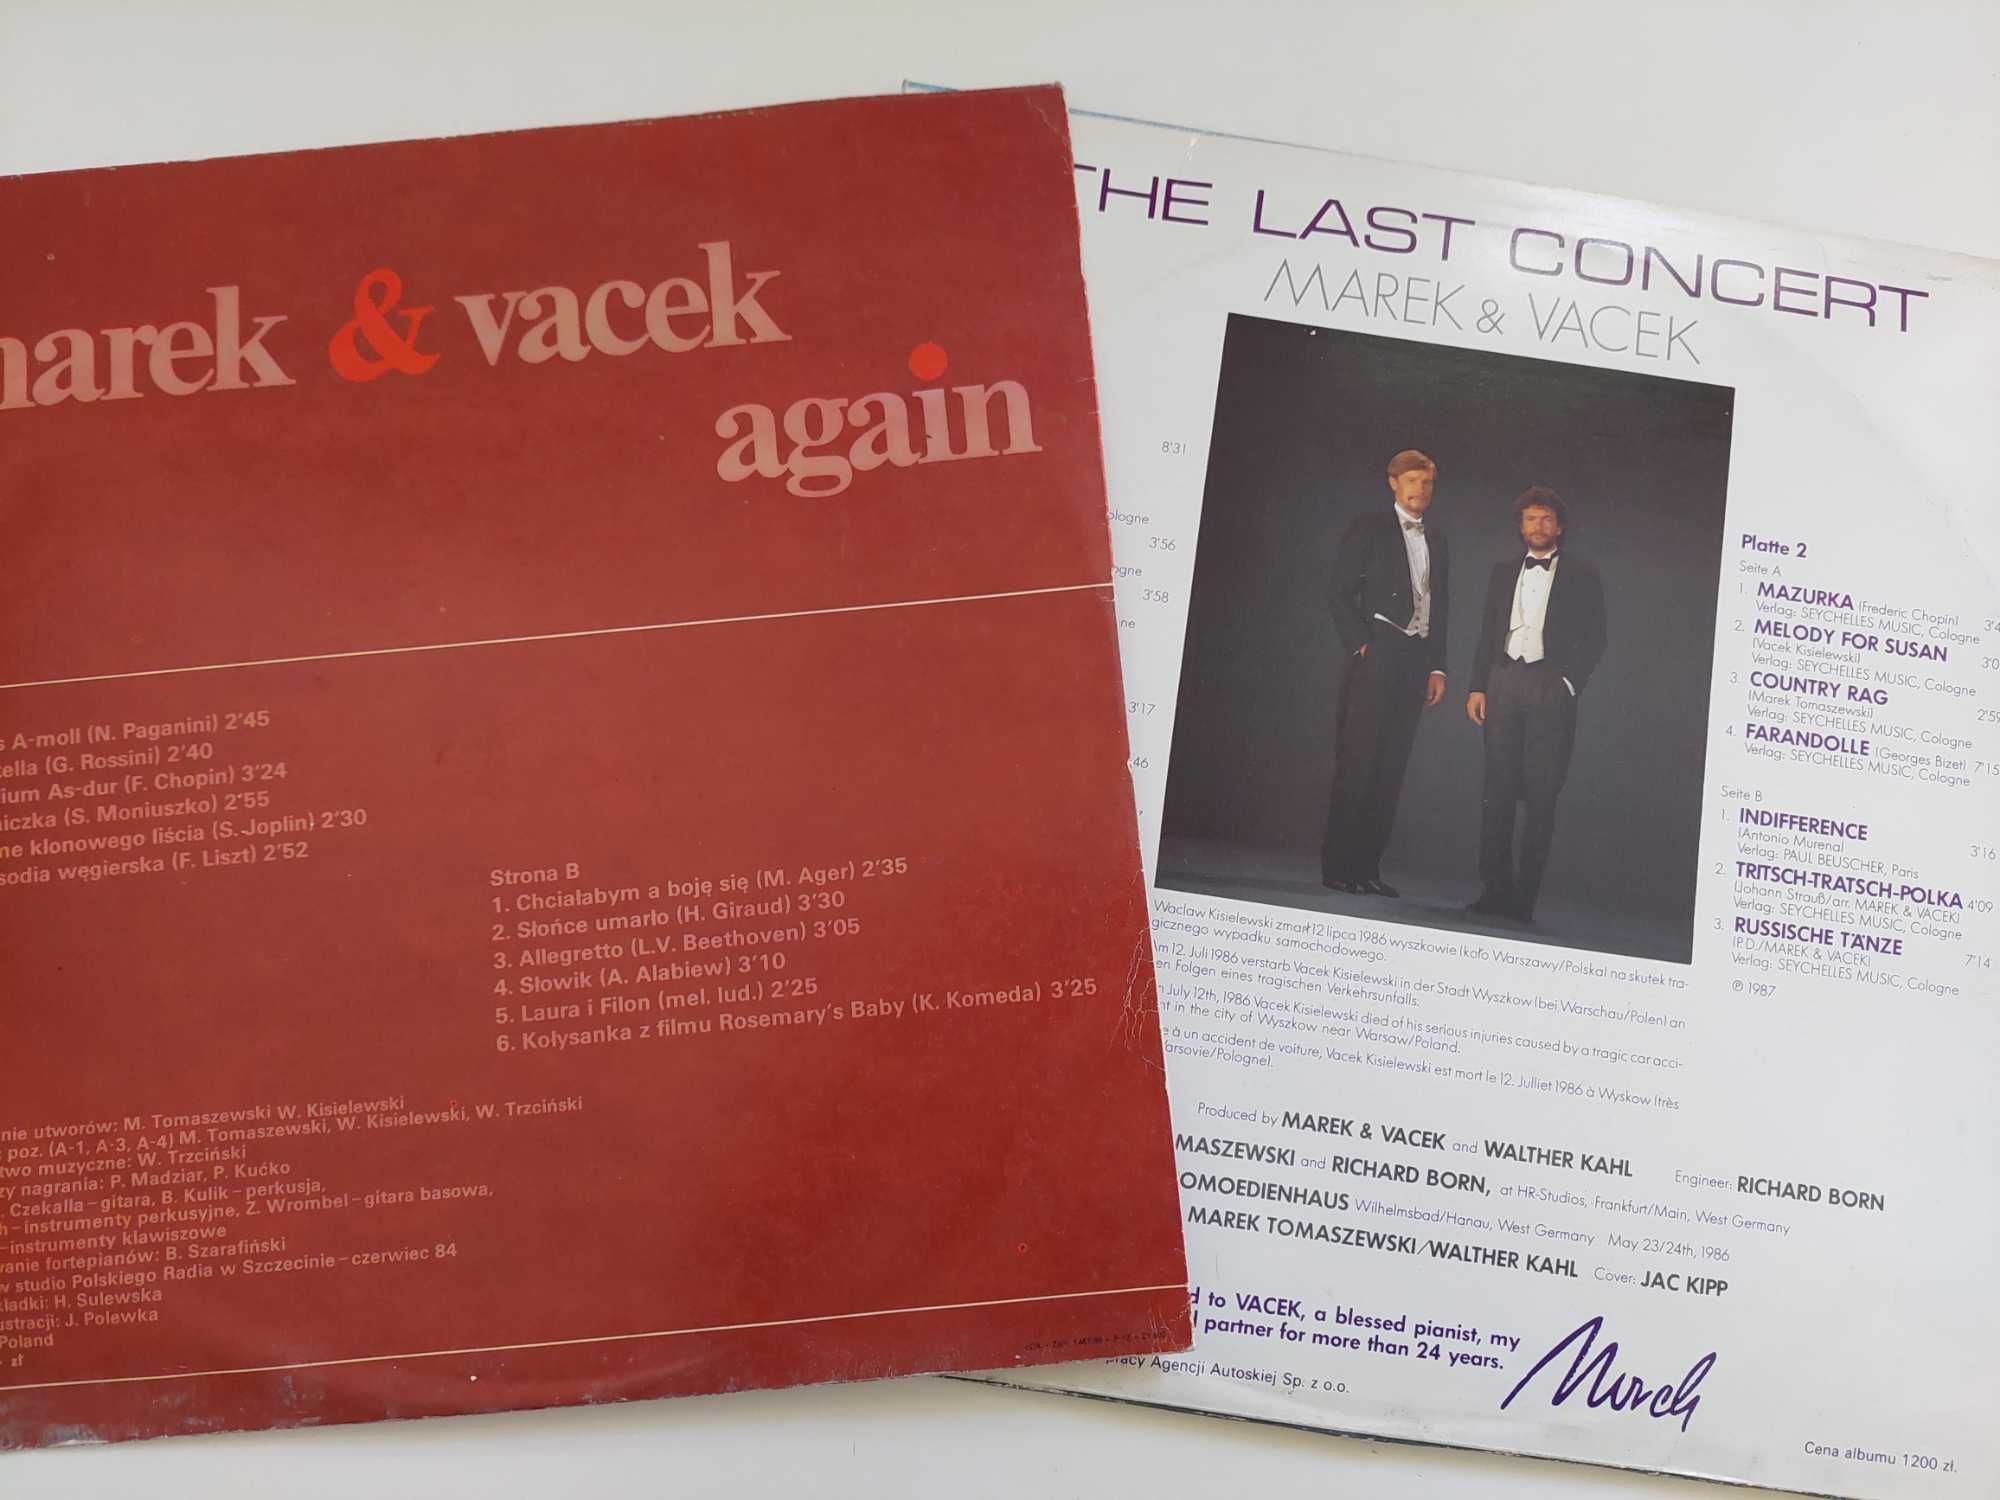 marek & vacek
again
A-moll (N. Paganini) 2'45
(G. Rossini) 2'40
As-dur (F. Chopin) 3'24
(S. Moniuszko) 2'55
klonowego liścia (S. Joplin) 2'30
węgierska (F. Liszt) 2'52
Strona B
1. Chciałabym a boję się (M. Ager) 2'35
2. Słońce umarło (H. Giraud) 3'30
3. Allegretto (L.V. Beethoven) 3'05
4. Słowik (A. Alabiew) 3'10
5. Laura i Filon (mel. lud.) 2'25
6. Kołysanka z filmu Rosemary's Baby (K. Komeda) 3'25
nie utworów: M. Tomaszewski W. Kisielewski
poz. (A-1, A-3, A-4) M. Tomaszewski, W. Kisielewski, W. Trzciński
two muzyczne: W. Trzciński
zy nagrania: P. Madziar, P. Kućko
Czekalla – gitara, B. Kulik – perkusja,
h – instrumenty perkusyjne, Z. Wrombel – gitara basowa,
– instrumenty klawiszowe
wanie fortepianów: B. Szarafiński
w studio Polskiego Radia w Szczecinie – czerwiec 84
kładki: H. Sulewska
ustracji: J. Polewka
Poland
zł
THE LAST CONCERT
MAREK & VACEK
8'31
ologne
3'56
ogne
3'58
ne
3'17
46
Platte 2
Seite A
1. MAZURKA (Frederic Chopin) 3'4
Verlag: SEYCHELLES MUSIC, Cologne
2. MELODY FOR SUSAN 3'0
(Vacek Kisielewski)
Verlag: SEYCHELLES MUSIC, Cologne
3. COUNTRY RAG 2'59
(Marek Tomaszewski)
Verlag: SEYCHELLES MUSIC, Cologne
4. FARANDOLLE (Georges Bizet) 7'15
Verlag: SEYCHELLES MUSIC, Cologne
Seite B
1. INDIFFERENCE 3'16
(Antonio Murena)
Verlag: PAUL BEUSCHER, Paris
2. TRITSCH-TRATSCH-POLKA 4'09
(Johann Strauß/arr. MAREK & VACEK)
Verlag: SEYCHELLES MUSIC, Cologne
3. RUSSISCHE TÄNZE 7'14
(P.D./MAREK & VACEK)
Verlag: SEYCHELLES MUSIC, Cologne
℗ 1987
Waclaw Kisielewski zmarł 12 lipca 1986 wyszkowie (koło Warszawy/Polska) na skutek tra-
gicznego wypadku samochodowego.
Am 12. Juli 1986 verstarb Vacek Kisielewski in der Stadt Wyszkow (bei Warschau/Polen) an
en Folgen eines tragischen Verkehrsunfalls.
n July 12th, 1986 Vacek Kisielewski died of his serious injuries caused by a tragic car acci-
nt in the city of Wyszkow near Warsaw/Poland.
e à un accident de voiture, Vacek Kisielewski est mort le 12. Julliet 1986 à Wyskow (très
Varsovie/Pologne).
Produced by MAREK & VACEK and WALTHER KAHL Engineer: RICHARD BORN
MASZEWSKI and RICHARD BORN, at HR-Studios, Frankfurt/Main, West Germany
OMOEDIENHAUS Wilhelmsbad/Hanau, West Germany May 23/24th, 1986
MAREK TOMASZEWSKI/WALTHER KAHL Cover: JAC KIPP
d to VACEK, a blessed pianist, my
l partner for more than 24 years.
pracy Agencji Autoskiej Sp. z o.o.
Cena albumu 1200 zł.